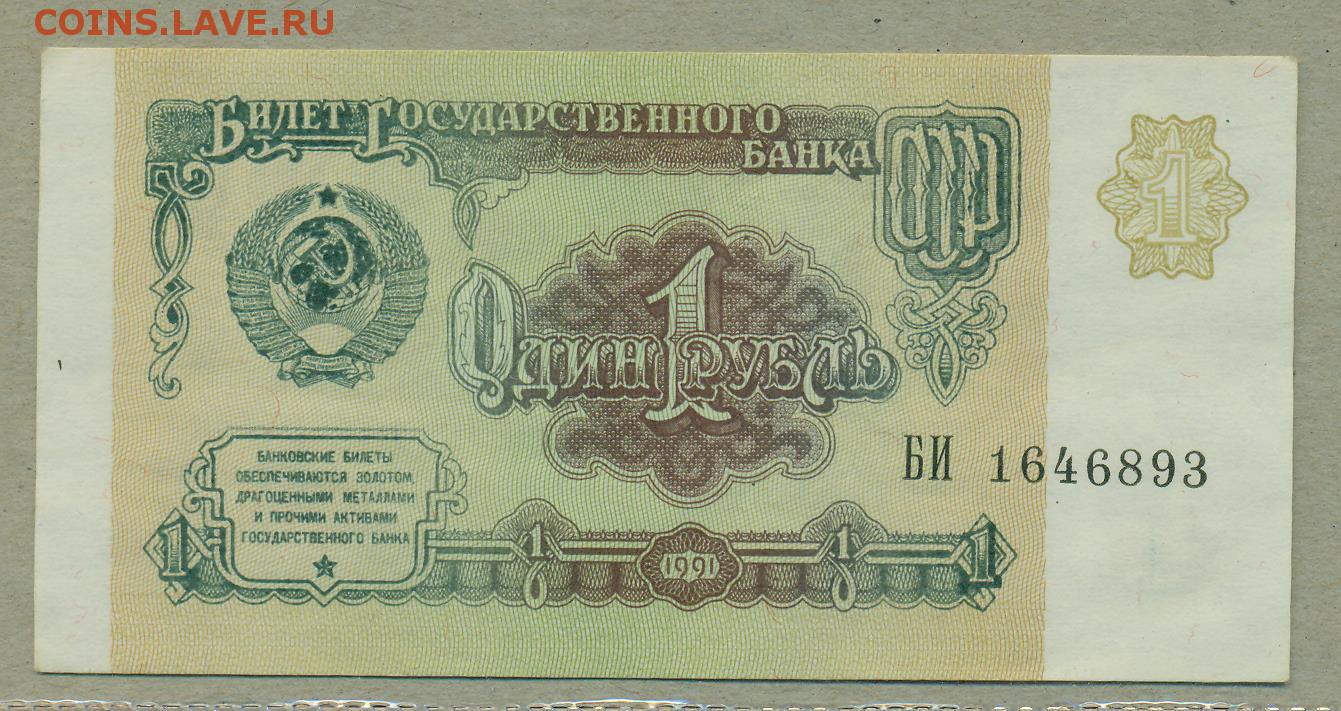 COINS.LAVE.RU
БИЛЕТ ГОСУДАРСТВЕННОГО
БАНКА
СССР
1
1
ОДИН РУБЛЬ
БИ 1646893
БАНКОВСКИЕ БИЛЕТЫ
ОБЕСПЕЧИВАЮТСЯ ЗОЛОТОМ,
ДРАГОЦЕННЫМИ МЕТАЛЛАМИ
И ПРОЧИМИ АКТИВАМИ
ГОСУДАРСТВЕННОГО БАНКА
1 1 1991 1 1